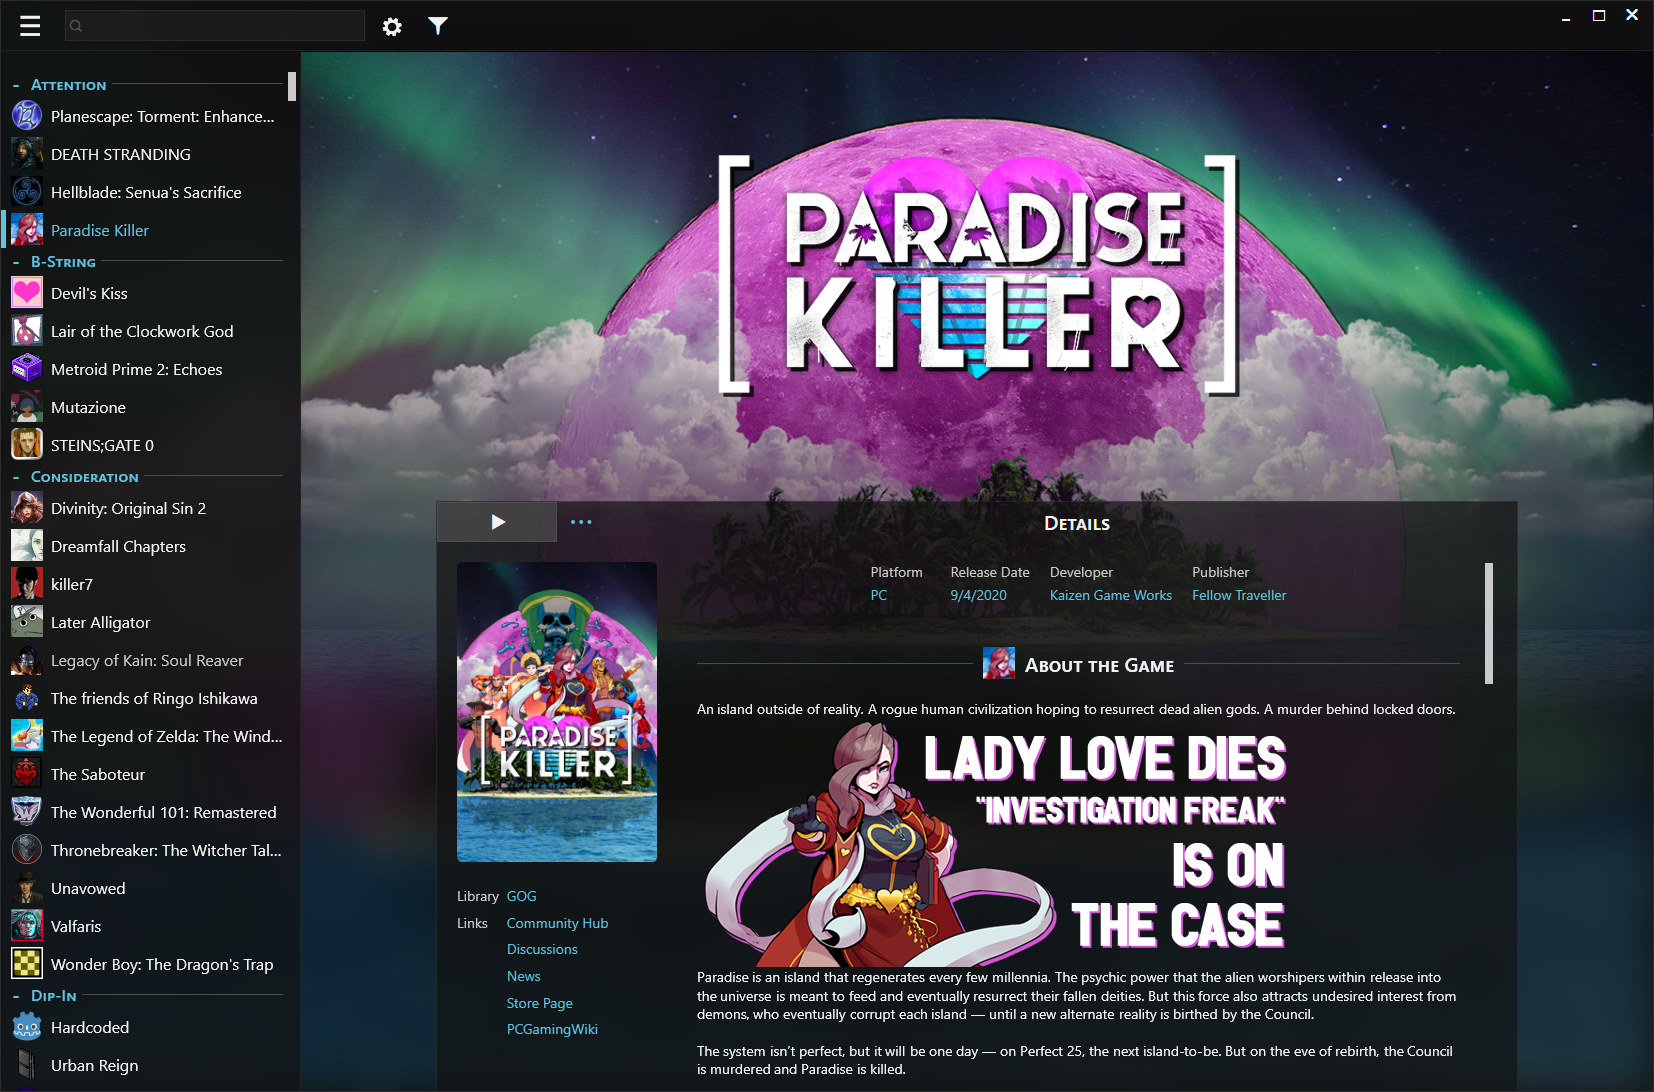 - Attention
Planescape: Torment: Enhance...
DEATH STRANDING
Hellblade: Senua's Sacrifice
Paradise Killer
- B-String
Devil's Kiss
Lair of the Clockwork God
Metroid Prime 2: Echoes
Mutazione
STEINS;GATE 0
- Consideration
Divinity: Original Sin 2
Dreamfall Chapters
killer7
Later Alligator
Legacy of Kain: Soul Reaver
The friends of Ringo Ishikawa
The Legend of Zelda: The Wind...
The Saboteur
The Wonderful 101: Remastered
Thronebreaker: The Witcher Tal...
Unavowed
Valfaris
Wonder Boy: The Dragon's Trap
- Dip-In
Hardcoded
Urban Reign
[PARADISE
KILLER]
Details
Platform Release Date Developer Publisher
PC 9/4/2020 Kaizen Game Works Fellow Traveller
[PARADISE
KILLER]
Library GOG
Links Community Hub
Discussions
News
Store Page
PCGamingWiki
About the Game
An island outside of reality. A rogue human civilization hoping to resurrect dead alien gods. A murder behind locked doors.
LADY LOVE DIES
"INVESTIGATION FREAK"
IS ON
THE CASE
Paradise is an island that regenerates every few millennia. The psychic power that the alien worshipers within release into
the universe is meant to feed and eventually resurrect their fallen deities. But this force also attracts undesired interest from
demons, who eventually corrupt each island — until a new alternate reality is birthed by the Council.
The system isn't perfect, but it will be one day — on Perfect 25, the next island-to-be. But on the eve of rebirth, the Council
is murdered and Paradise is killed.